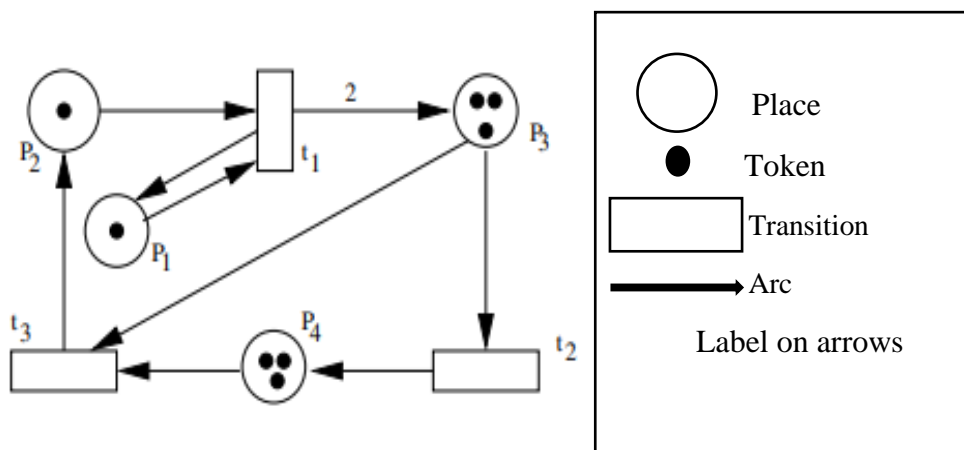 2
P2
t1
P3
P1
t3
P4
t2
Place
Token
Transition
Arc
Label on arrows